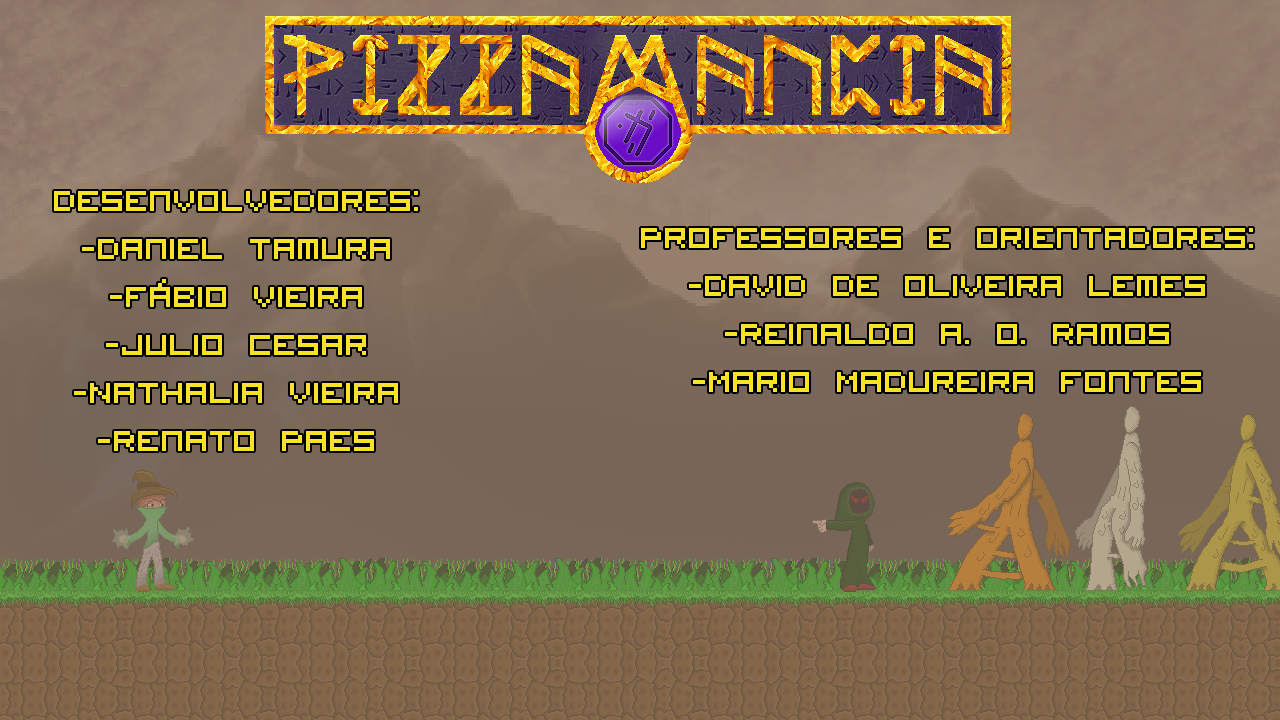 PIZZAMANCIA
DESENVOLVEDORES:
-DANIEL TAMURA
-FÁBIO VIEIRA
-JULIO CESAR
-NATHALIA VIEIRA
-RENATO PAES
PROFESSORES E ORIENTADORES:
-DAVID DE OLIVEIRA LEMES
-REINALDO A. O. RAMOS
-MARIO MADUREIRA FONTES